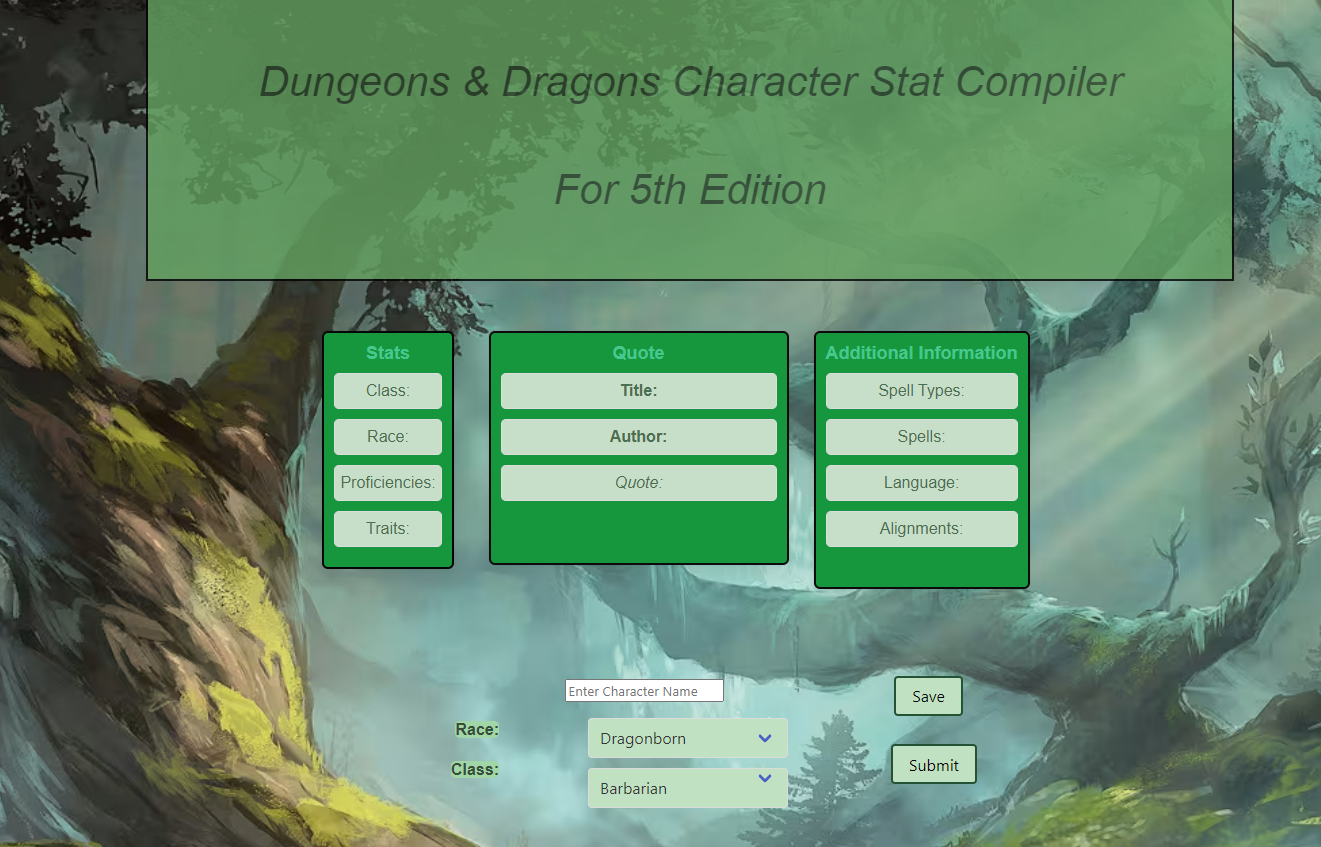 Dungeons & Dragons Character Stat Compiler
For 5th Edition
Stats
Class:
Race:
Proficiencies:
Traits:
Quote
Title:
Author:
Quote:
Additional Information
Spell Types:
Spells:
Language:
Alignments:
Enter Character Name
Race:
Dragonborn
Class:
Barbarian
Save
Submit